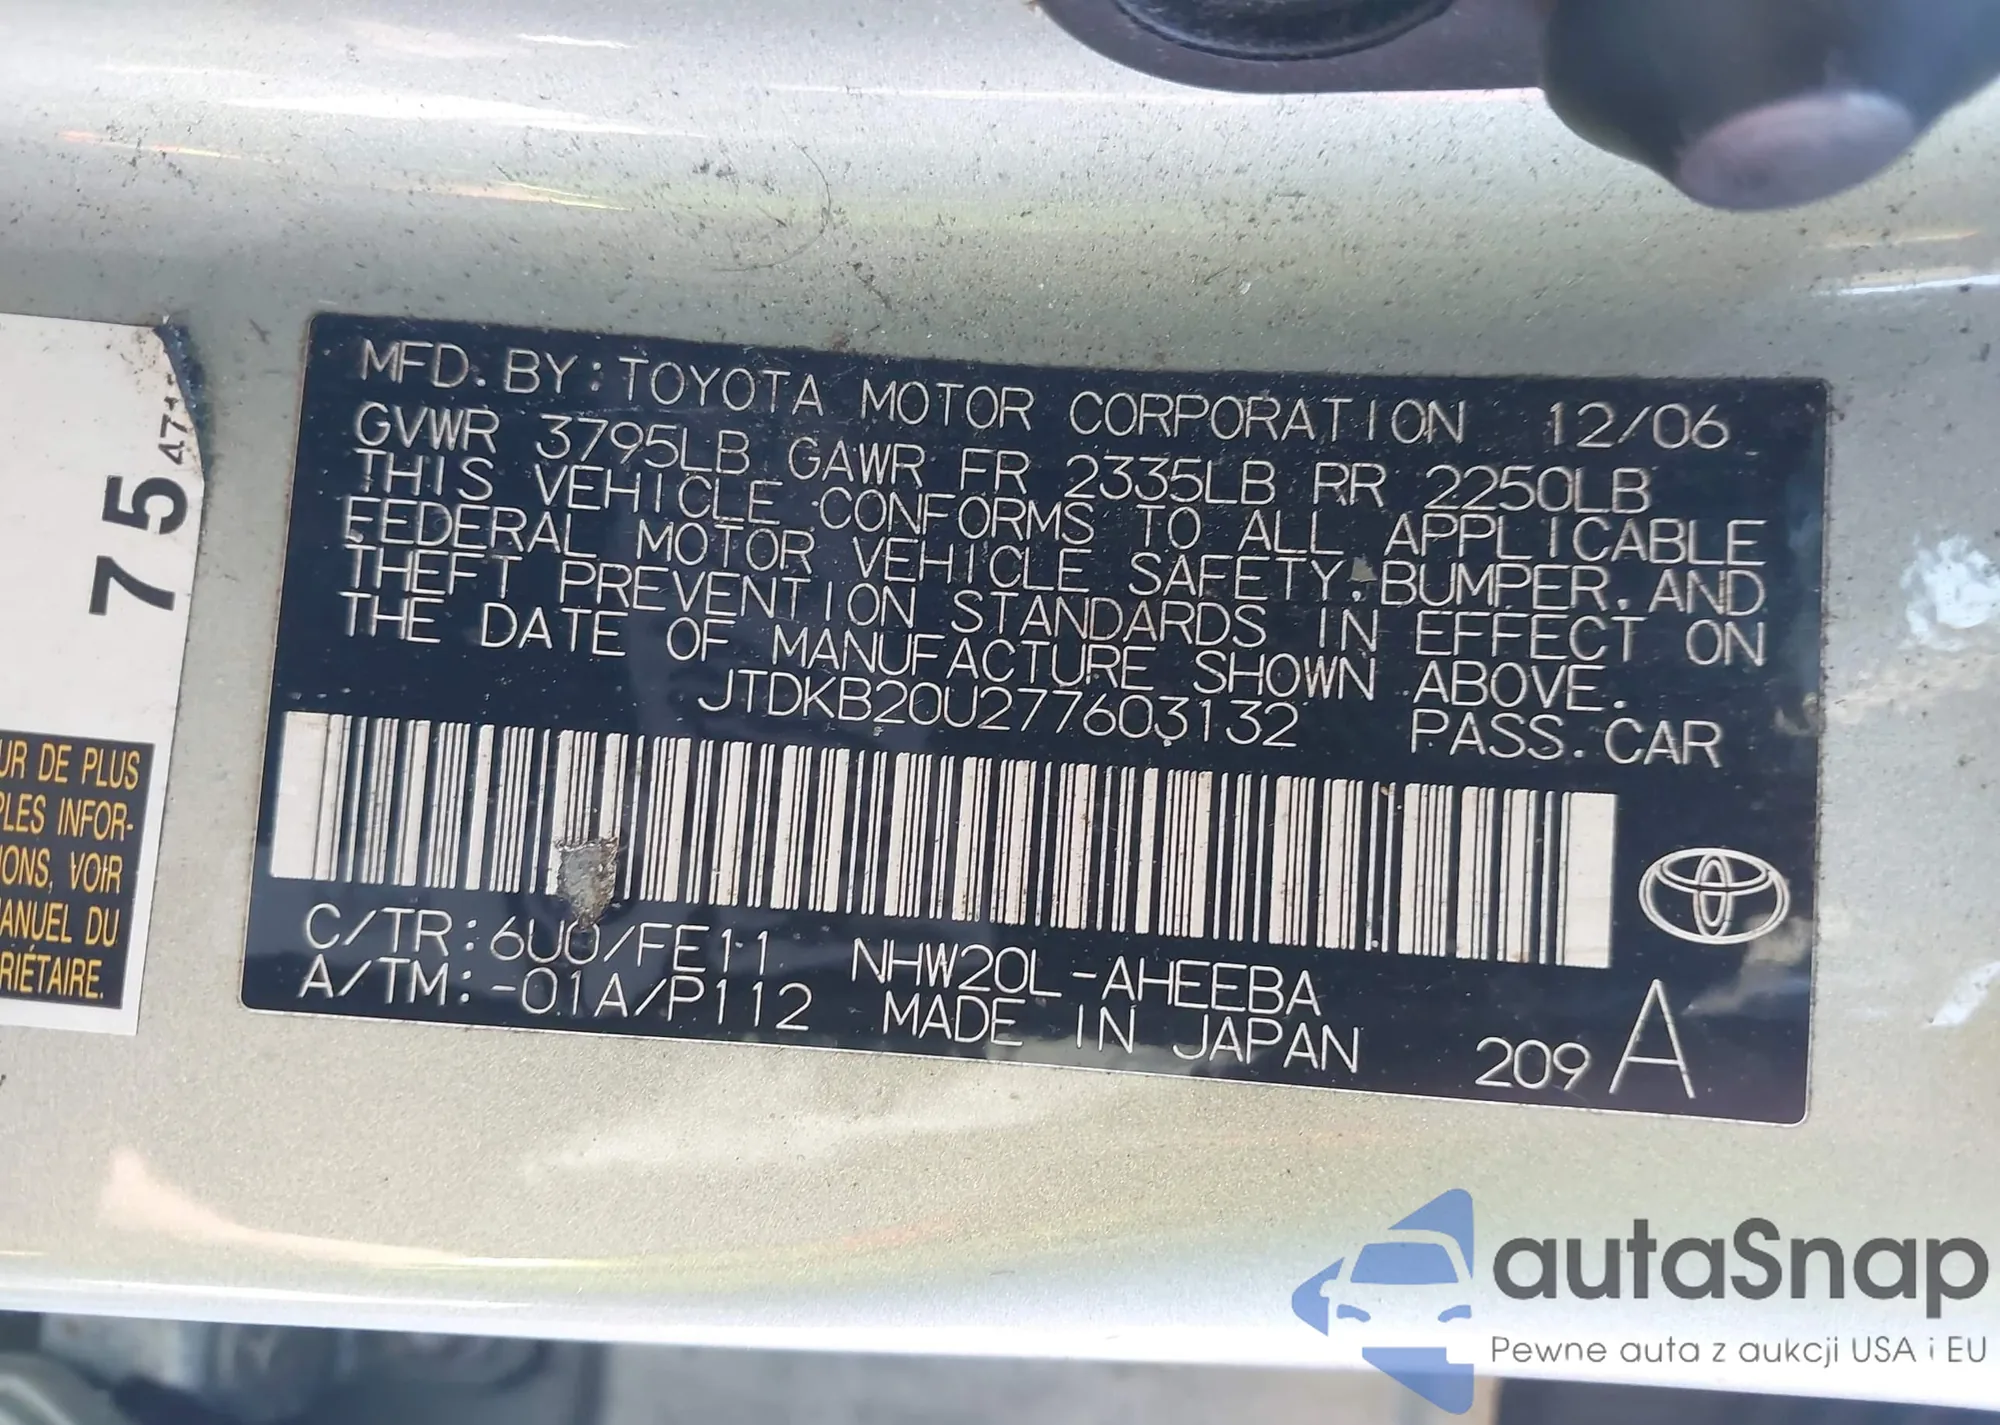 MFD. BY: TOYOTA MOTOR CORPORATION 12/06
GVWR 3795LB GAWR FR 2335LB RR 2250LB
THIS VEHICLE CONFORMS TO ALL APPLICABLE
FEDERAL MOTOR VEHICLE SAFETY, BUMPER, AND
THEFT PREVENTION STANDARDS IN EFFECT ON
THE DATE OF MANUFACTURE SHOWN ABOVE.
JTDKB20U277603132 PASS. CAR
C/TR: 6U0/FE11 NHW20L-AHEEBA
A/TM: -01A/P112 MADE IN JAPAN 209 A
75
UR DE PLUS
PLES INFOR-
IONS, VOIR
MANUEL DU
RIÉTAIRE.
autaSnap
Pewne auta z aukcji USA i EU